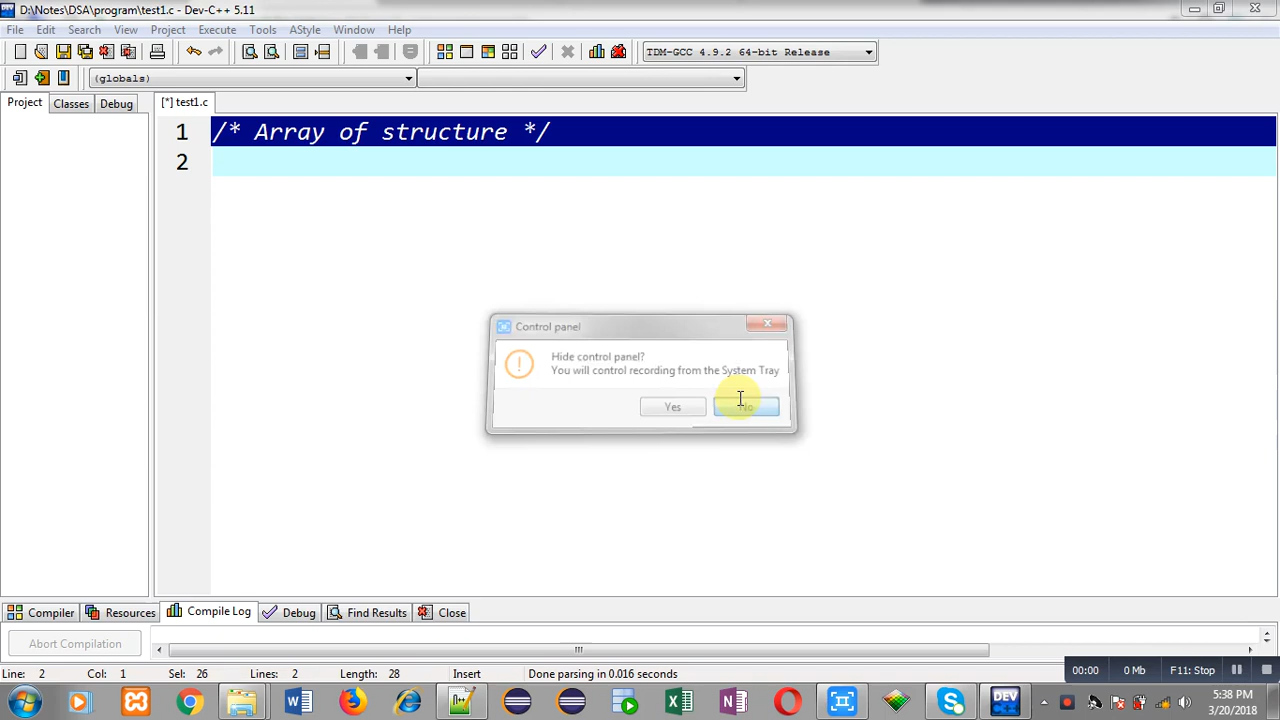 D:\Notes\DSA\program\test1.c - Dev-C++ 5.11
File Edit Search View Project Execute Tools AStyle Window Help
TDM-GCC 4.9.2 64-bit Release
(globals)
Project Classes Debug [*] test1.c
1 /* Array of structure */
2
Control panel
Hide control panel?
You will control recording from the System Tray
Yes No
Compiler Resources Compile Log Debug Find Results Close
Abort Compilation
Line: 2 Col: 1 Sel: 26 Lines: 2 Length: 28 Insert Done parsing in 0.016 seconds
00:00 0 Mb F11: Stop
DEV
5:38 PM
3/20/2018